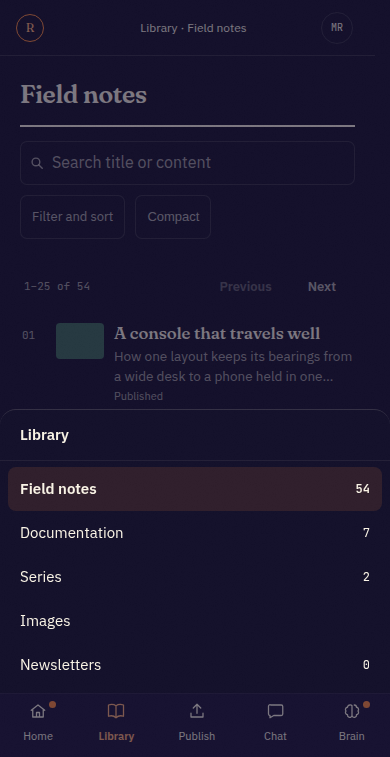 R
Library · Field notes
MR
Field notes
Search title or content
Filter and sort
Compact
1–25 of 54
Previous
Next
01
A console that travels well
How one layout keeps its bearings from
a wide desk to a phone held in one…
Published
Library
Field notes 54
Documentation 7
Series 2
Images
Newsletters 0
Home
Library
Publish
Chat
Brain